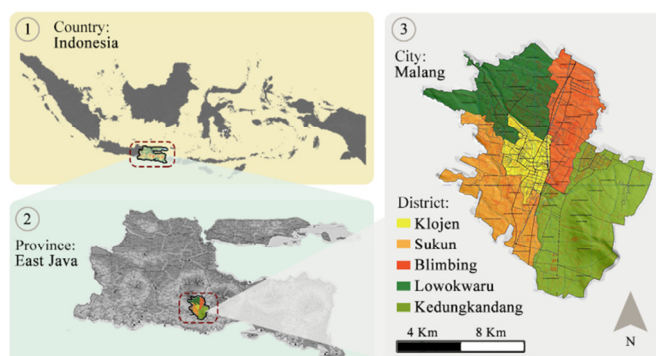 1
Country:
Indonesia
2
Province:
East Java
3
City:
Malang
District:
Klojen
Sukun
Blimbing
Lowokwaru
Kedungkandang
4 Km
8 Km
N